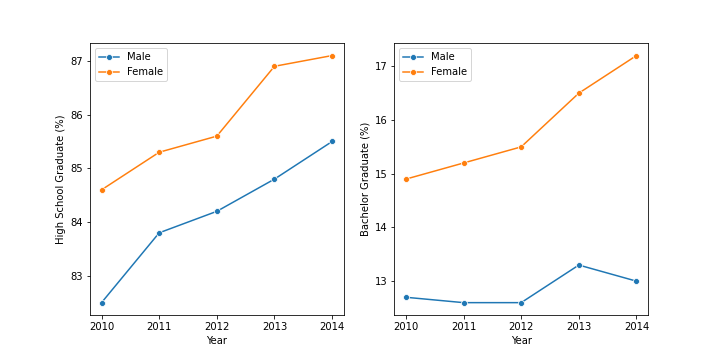 Male
Female
87
86
85
84
83
High School Graduate (%)
2010 2011 2012 2013 2014
Year
Male
Female
17
16
15
14
13
Bachelor Graduate (%)
2010 2011 2012 2013 2014
Year